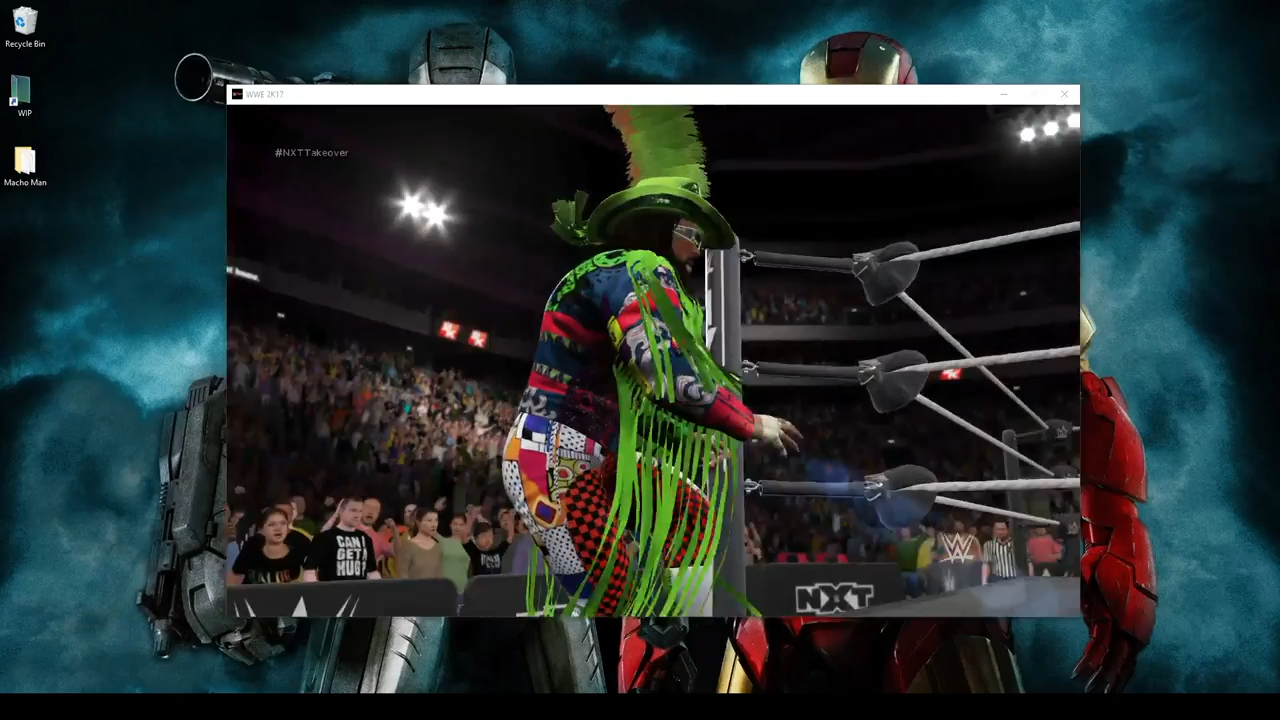 Recycle Bin
WIP
Macho Man
WWE 2K17
#NXTTakeover
CAN I
GET A
HUG?
NXT